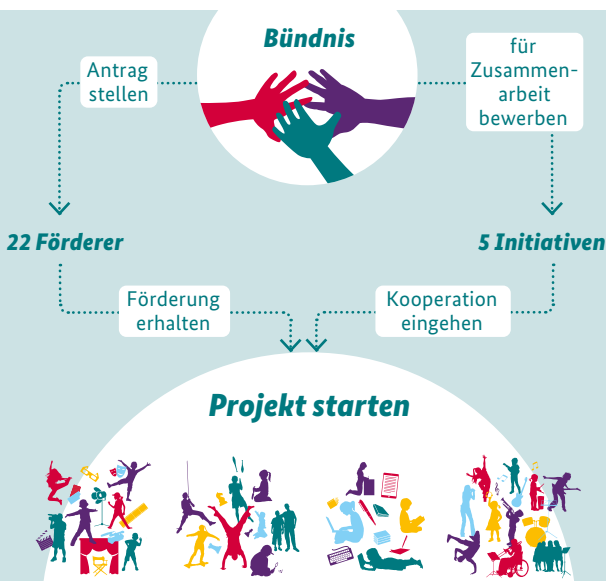 Bündnis
Antrag
stellen
für
Zusammen-
arbeit
bewerben
22 Förderer
5 Initiativen
Förderung
erhalten
Kooperation
eingehen
Projekt starten